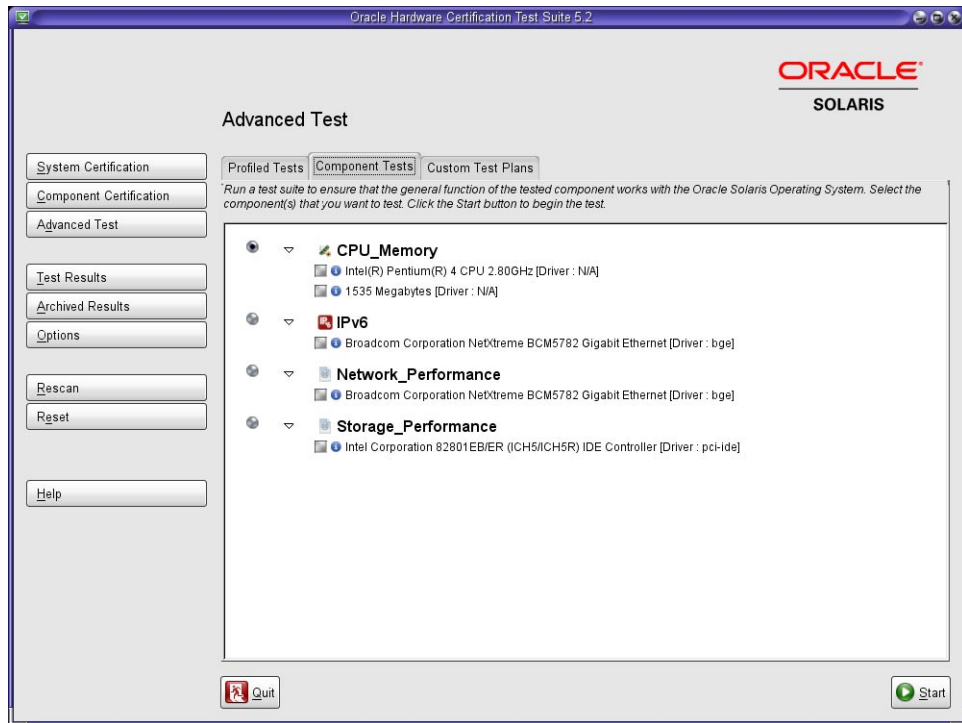 Oracle Hardware Certification Test Suite 5.2
ORACLE
SOLARIS
Advanced Test
System Certification
Component Certification
Advanced Test
Test Results
Archived Results
Options
Rescan
Reset
Help
Profiled Tests
Component Tests
Custom Test Plans
Run a test suite to ensure that the general function of the tested component works with the Oracle Solaris Operating System. Select the
component(s) that you want to test. Click the Start button to begin the test.
CPU_Memory
Intel(R) Pentium(R) 4 CPU 2.80GHz [Driver : N/A]
1535 Megabytes [Driver : N/A]
IPv6
Broadcom Corporation NetXtreme BCM5782 Gigabit Ethernet [Driver : bge]
Network_Performance
Broadcom Corporation NetXtreme BCM5782 Gigabit Ethernet [Driver : bge]
Storage_Performance
Intel Corporation 82801EB/ER (ICH5/ICH5R) IDE Controller [Driver : pci-ide]
Quit
Start